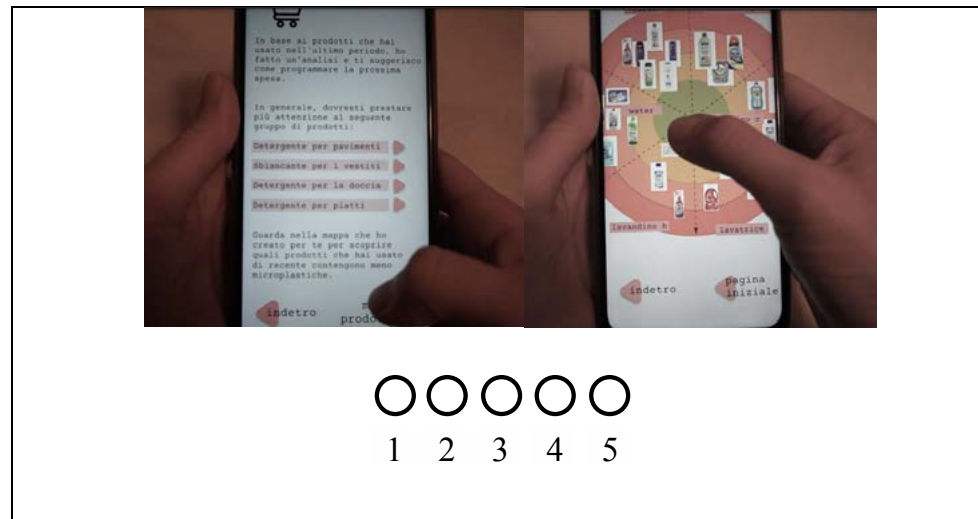 In base ai prodotti che hai
usato nell'ultimo periodo, ho
fatto un'analisi e ti suggerisco
come programmare la prossima
spesa.
In generale, dovresti prestare
più attenzione al seguente
gruppo di prodotti:
Detergente per pavimenti
Sbiancante per i vestiti
Detergente per la doccia
Detergente per piatti
Guarda nella mappa che ho
creato per te per scoprire
quali prodotti che hai usato
di recente contengono meno
microplastiche.
indetro
water
lavandino b
lavatrice
indetro
pagina
iniziale
1 2 3 4 5